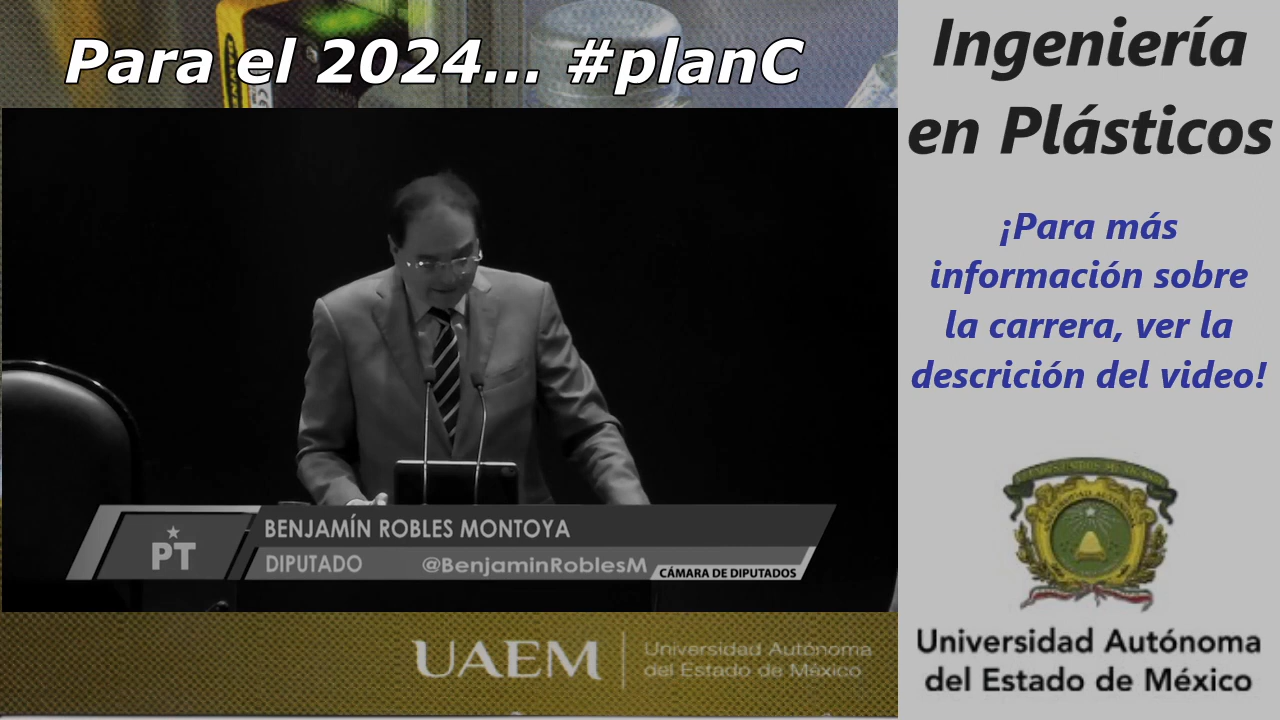 Para el 2024... #planC
Ingeniería
en Plásticos
¡Para más
información sobre
la carrera, ver la
descrición del video!
PT
BENJAMÍN ROBLES MONTOYA
DIPUTADO @BenjaminRoblesM
CÁMARA DE DIPUTADOS
UAEM
Universidad Autónoma
del Estado de México
Universidad Autónoma
del Estado de México